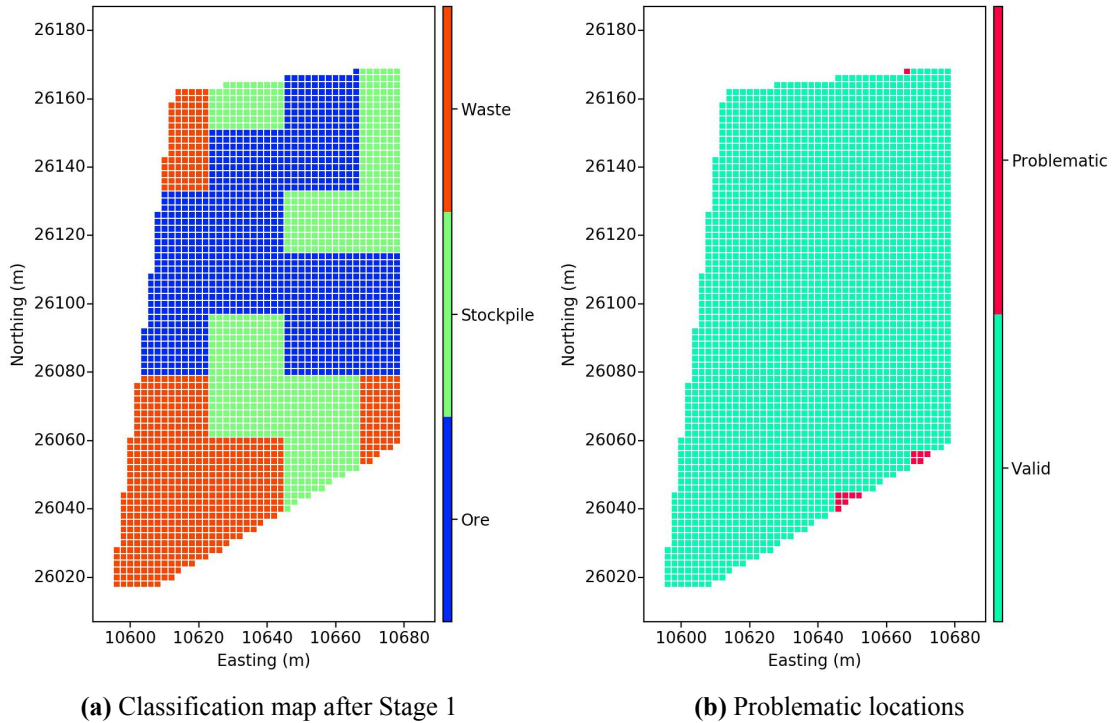 26180
26160
26140
26120
26100
26080
26060
26040
26020
Northing (m)
10600 10620 10640 10660 10680
Easting (m)
Waste
Stockpile
Ore
(a) Classification map after Stage 1
26180
26160
26140
26120
26100
26080
26060
26040
26020
Northing (m)
10600 10620 10640 10660 10680
Easting (m)
Problematic
Valid
(b) Problematic locations